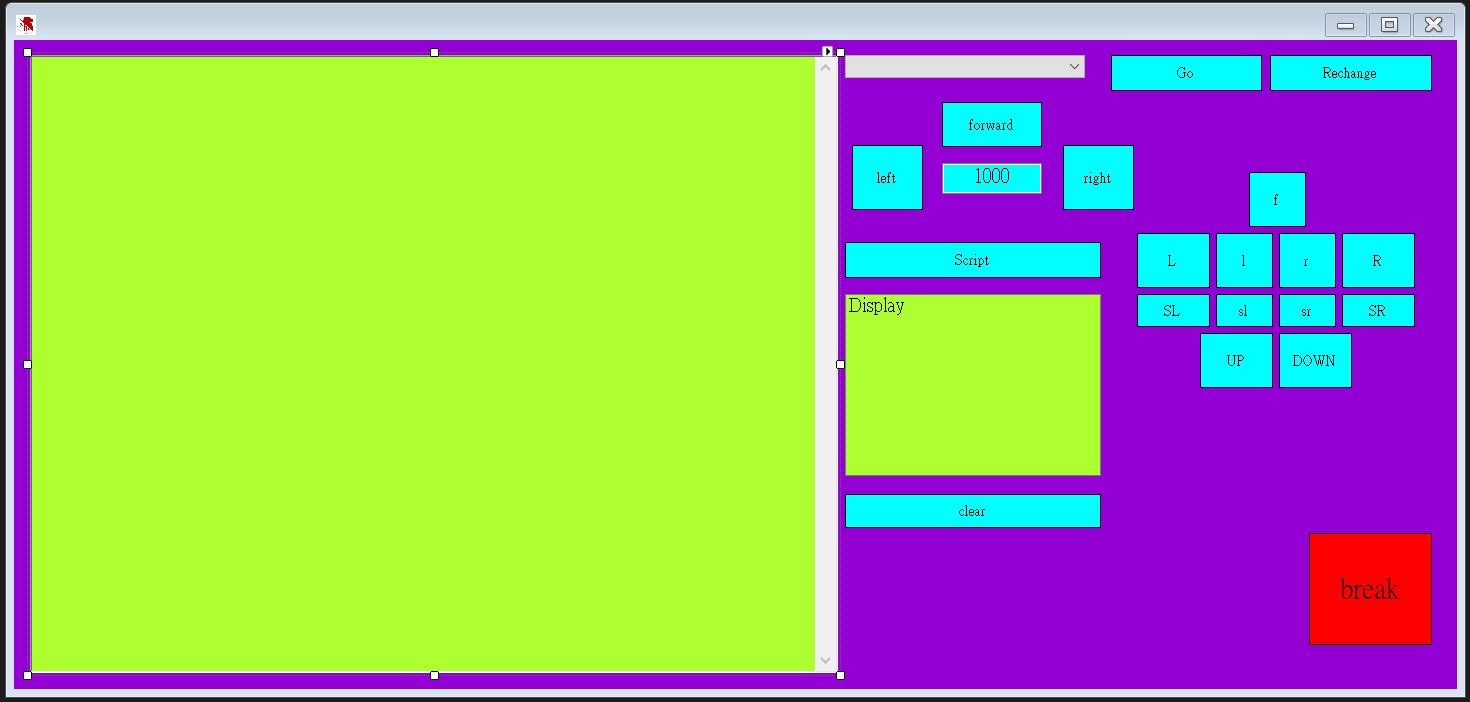 Go
Rechange
forward
left
1000
right
f
L
l
r
R
Script
SL
sl
sr
SR
Display
UP
DOWN
clear
break